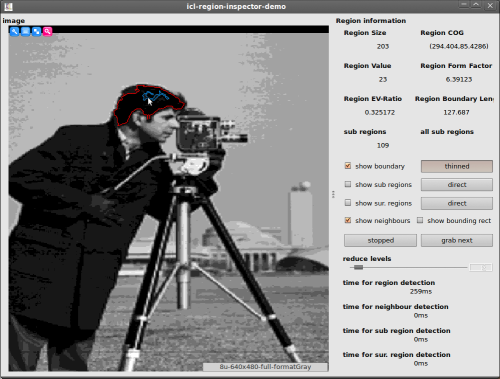 icl-region-inspector-demo
image
Region information
Region Size
Region COG
203
(294.404,85.4286)
Region Value
Region Form Factor
23
6.39123
Region EV-Ratio
Region Boundary Len
0.325172
127.687
sub regions
all sub regions
109
show boundary
thinned
show sub regions
direct
show sur. regions
direct
show neighbours
show bounding rect
stopped
grab next
reduce levels
time for region detection
259ms
time for neighbour detection
0ms
time for sub region detection
0ms
time for sur. region detection
0ms
8u-640x480-full-formatGray